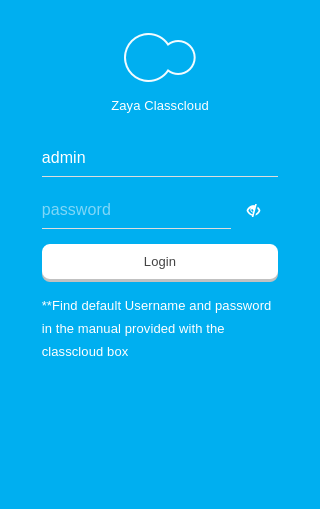 Zaya Classcloud
admin
password
Login
**Find default Username and password
in the manual provided with the
classcloud box